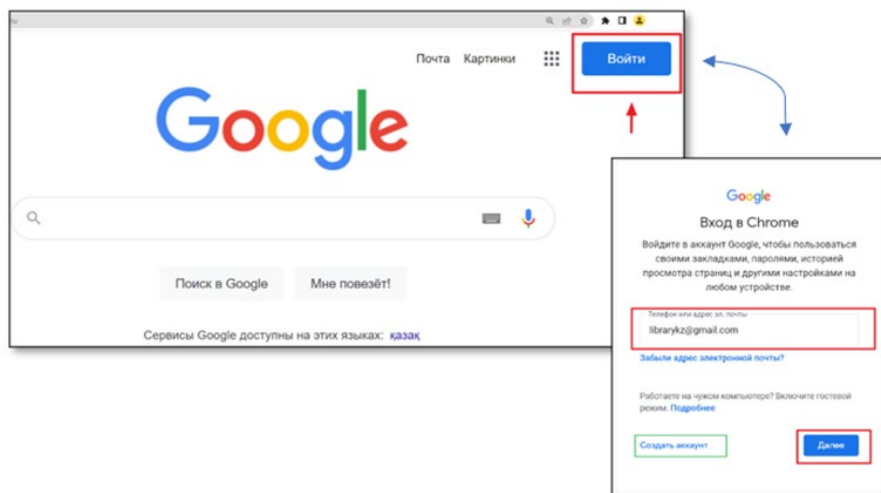 Почта Картинки Войти
Google
Поиск в Google Мне повезёт!
Сервисы Google доступны на этих языках: қазақ
Google
Вход в Chrome
Войдите в аккаунт Google, чтобы пользоваться
своими закладками, паролями, историей
просмотра страниц и другими настройками на
любом устройстве.
Телефон или адрес эл. почты
librarykz@gmail.com
Забыли адрес электронной почты?
Работаете на чужом компьютере? Включите гостевой
режим. Подробнее
Создать аккаунт Далее